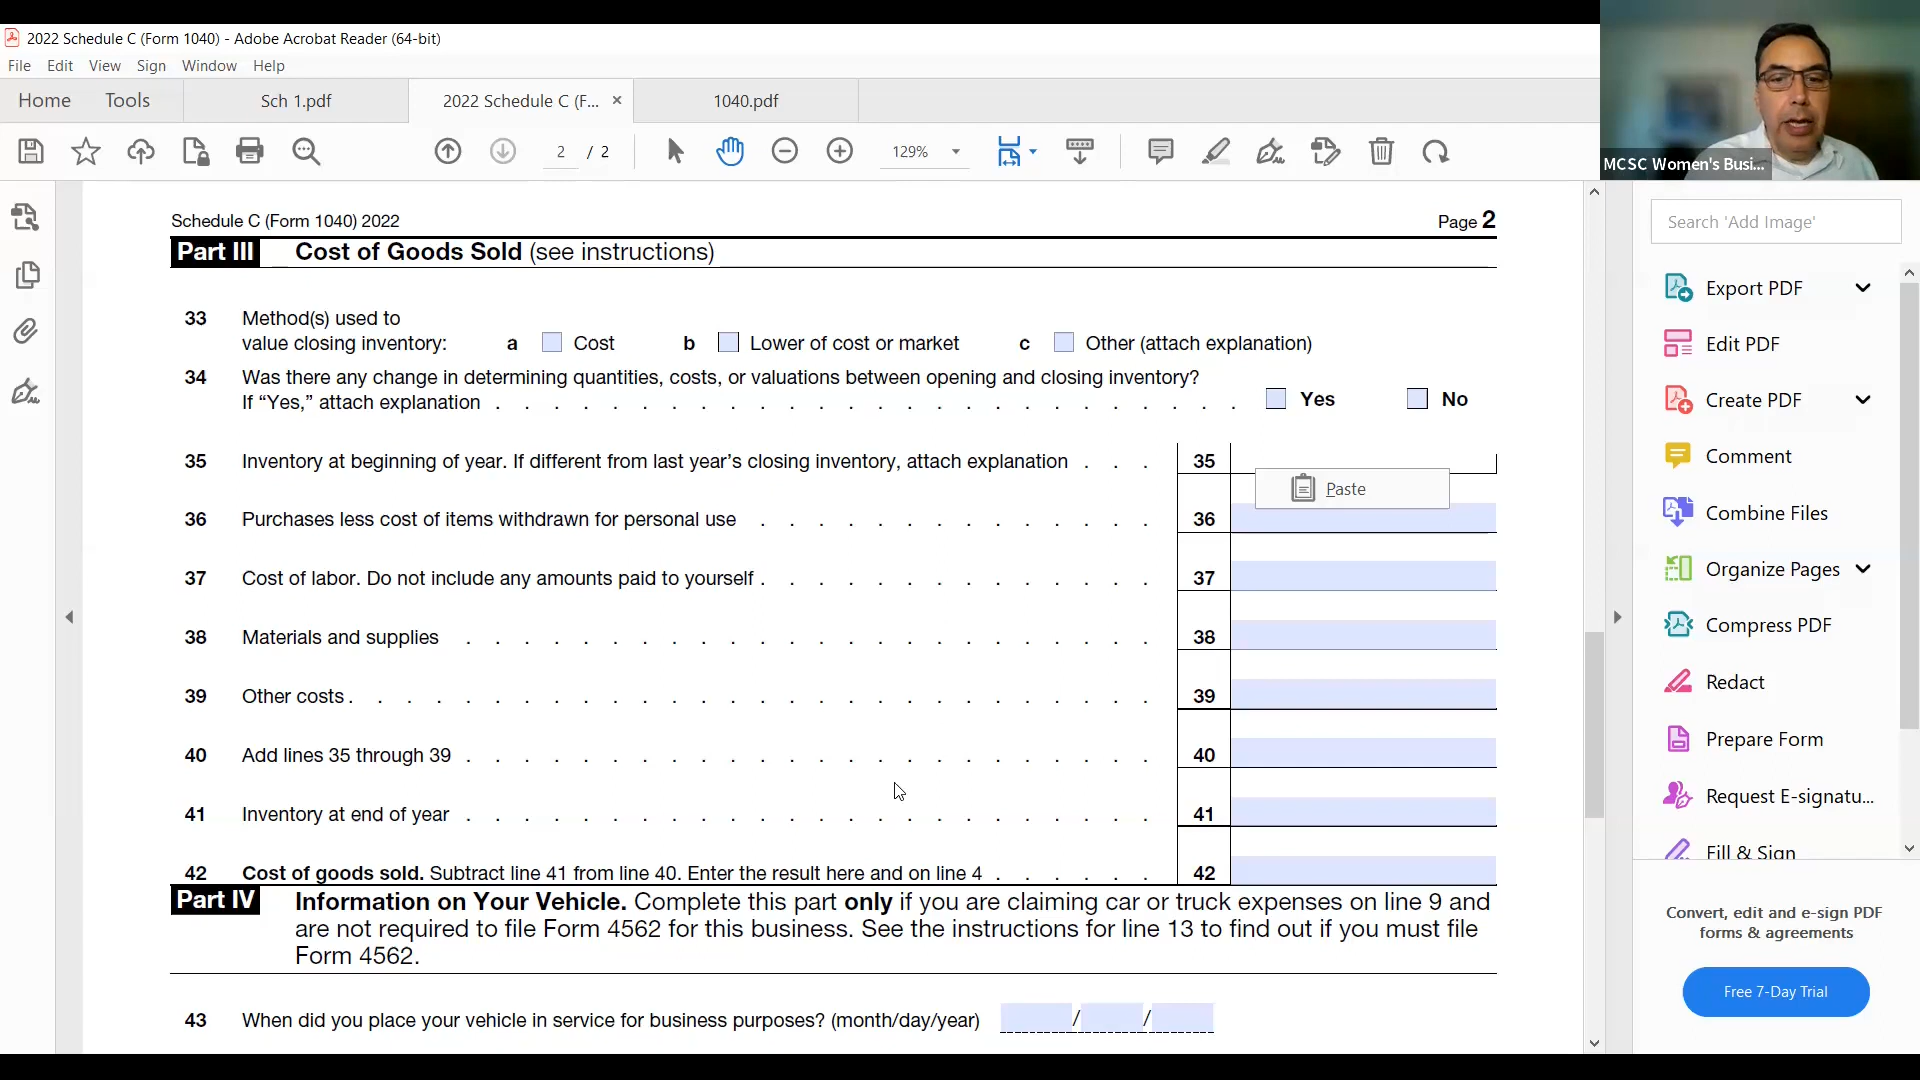 2022 Schedule C (Form 1040) - Adobe Acrobat Reader (64-bit)
File Edit View Sign Window Help
Home Tools Sch 1.pdf 2022 Schedule C (F... × 1040.pdf
2 / 2 129%
MCSC Women's Busi...
Schedule C (Form 1040) 2022 Page 2
Part III Cost of Goods Sold (see instructions)
33 Method(s) used to
value closing inventory: a Cost b Lower of cost or market c Other (attach explanation)
34 Was there any change in determining quantities, costs, or valuations between opening and closing inventory?
If “Yes,” attach explanation . . . . . . . . . . . . . . . . . . . . . . . . . . Yes No
35 Inventory at beginning of year. If different from last year’s closing inventory, attach explanation . . . 35
Paste
36 Purchases less cost of items withdrawn for personal use . . . . . . . . . . . . . . 36
37 Cost of labor. Do not include any amounts paid to yourself . . . . . . . . . . . . . . 37
38 Materials and supplies . . . . . . . . . . . . . . . . . . . . . . . . 38
39 Other costs . . . . . . . . . . . . . . . . . . . . . . . . . . . . 39
40 Add lines 35 through 39 . . . . . . . . . . . . . . . . . . . . . . . . 40
41 Inventory at end of year . . . . . . . . . . . . . . . . . . . . . . . . 41
42 Cost of goods sold. Subtract line 41 from line 40. Enter the result here and on line 4 . . . . . . 42
Part IV Information on Your Vehicle. Complete this part only if you are claiming car or truck expenses on line 9 and
are not required to file Form 4562 for this business. See the instructions for line 13 to find out if you must file
Form 4562.
43 When did you place your vehicle in service for business purposes? (month/day/year) / /
Search 'Add Image'
Export PDF
Edit PDF
Create PDF
Comment
Combine Files
Organize Pages
Compress PDF
Redact
Prepare Form
Request E-signatu...
Fill & Sign
Convert, edit and e-sign PDF
forms & agreements
Free 7-Day Trial